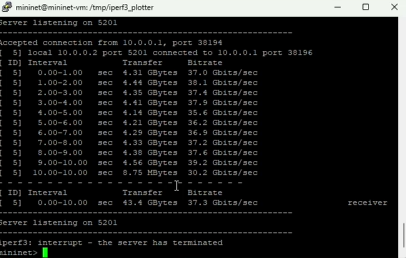 mininet@mininet-vm: /tmp/iperf3_plotter
Server listening on 5201
-----------------------------------------------------------
Accepted connection from 10.0.0.1, port 38194
[  5] local 10.0.0.2 port 5201 connected to 10.0.0.1 port 38196
[ ID] Interval           Transfer     Bitrate
[  5]   0.00-1.00   sec  4.31 GBytes  37.0 Gbits/sec
[  5]   1.00-2.00   sec  4.44 GBytes  38.1 Gbits/sec
[  5]   2.00-3.00   sec  4.35 GBytes  37.4 Gbits/sec
[  5]   3.00-4.00   sec  4.41 GBytes  37.9 Gbits/sec
[  5]   4.00-5.00   sec  4.14 GBytes  35.6 Gbits/sec
[  5]   5.00-6.00   sec  4.21 GBytes  36.2 Gbits/sec
[  5]   6.00-7.00   sec  4.29 GBytes  36.9 Gbits/sec
[  5]   7.00-8.00   sec  4.33 GBytes  37.2 Gbits/sec
[  5]   8.00-9.00   sec  4.38 GBytes  37.6 Gbits/sec
[  5]   9.00-10.00  sec  4.56 GBytes  39.2 Gbits/sec
[  5]  10.00-10.00  sec  8.75 MBytes  30.2 Gbits/sec
- - - - - - - - - - - - - - - - - - - - - - - - -
[ ID] Interval           Transfer     Bitrate
[  5]   0.00-10.00  sec  43.4 GBytes  37.3 Gbits/sec                  receiver
-----------------------------------------------------------
Server listening on 5201
-----------------------------------------------------------
iperf3: interrupt - the server has terminated
mininet>